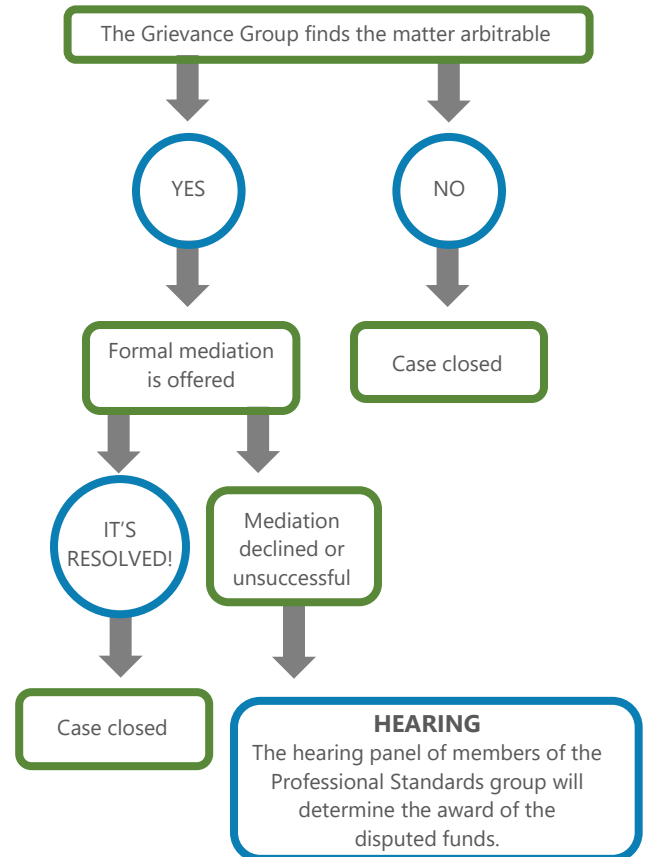 The Grievance Group finds the matter arbitrable
YES
NO
Formal mediation
is offered
Case closed
IT’S
RESOLVED!
Mediation
declined or
unsuccessful
Case closed
HEARING
The hearing panel of members of the
Professional Standards group will
determine the award of the
disputed funds.